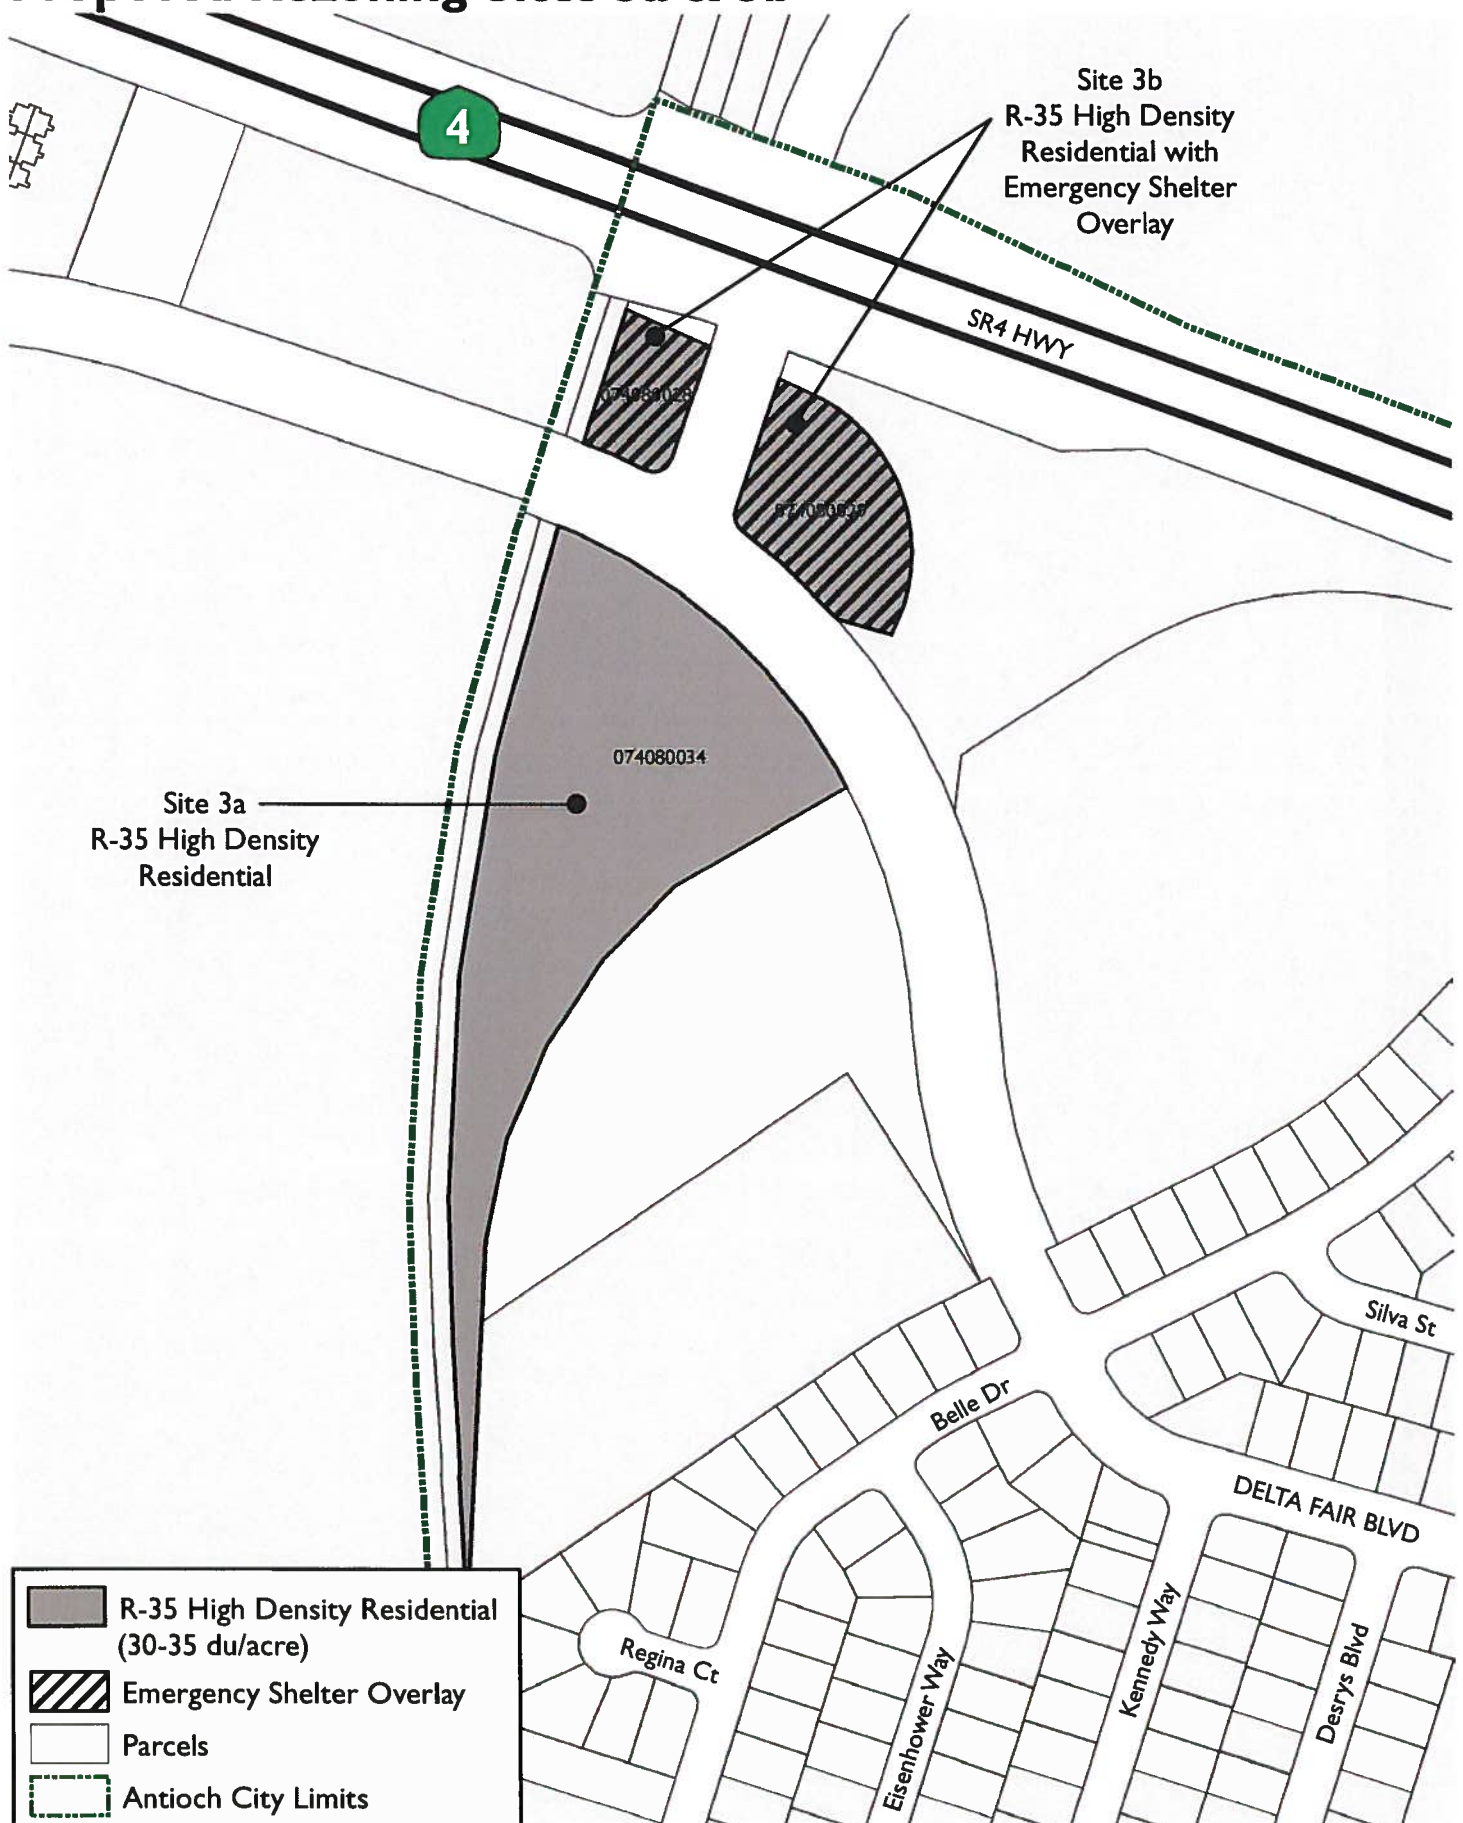 Site 3b
R-35 High Density
Residential with
Emergency Shelter
Overlay
4
SR4 HWY
074080034
Site 3a
R-35 High Density
Residential
Silva St
Belle Dr
DELTA FAIR BLVD
Regina Ct
Eisenhower Way
Kennedy Way
Desrys Blvd
R-35 High Density Residential
(30-35 du/acre)
Emergency Shelter Overlay
Parcels
Antioch City Limits